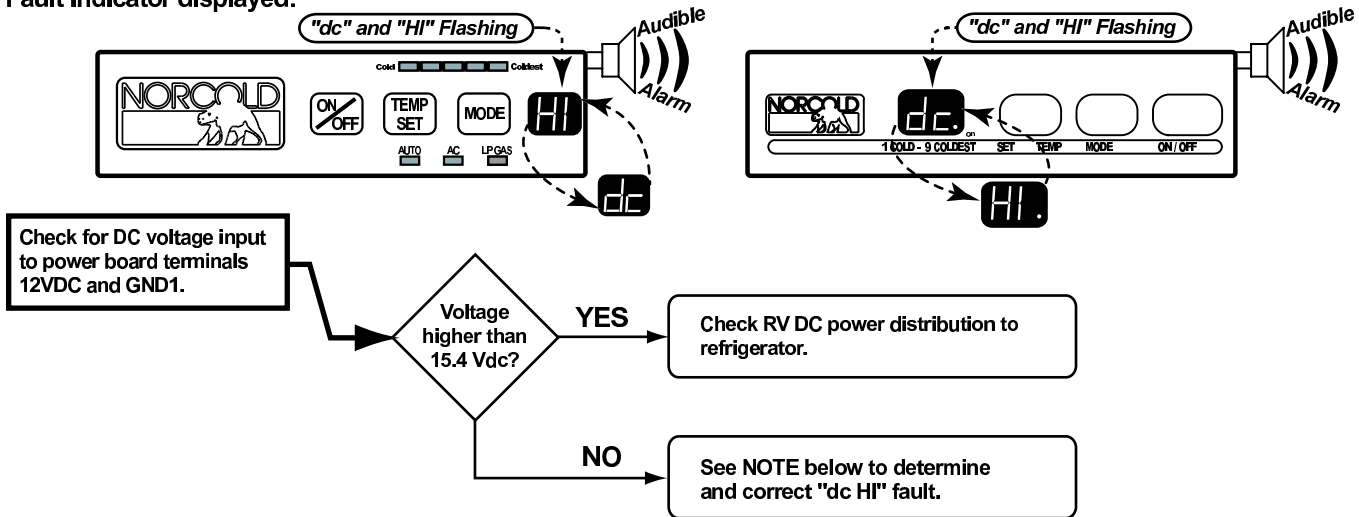 Fault Indicator displayed:
"dc" and "HI" Flashing
Audible
Alarm
Cold
Coldest
NORCOLD
ON/OFF
TEMP
SET
MODE
HI
AUTO
AC
LP GAS
dc
"dc" and "HI" Flashing
Audible
Alarm
NORCOLD
dc.
on
1 COLD - 9 COLDEST
SET
TEMP
MODE
ON / OFF
HI.
Check for DC voltage input
to power board terminals
12VDC and GND1.
Voltage
higher than
15.4 Vdc?
YES
Check RV DC power distribution to
refrigerator.
NO
See NOTE below to determine
and correct "dc HI" fault.